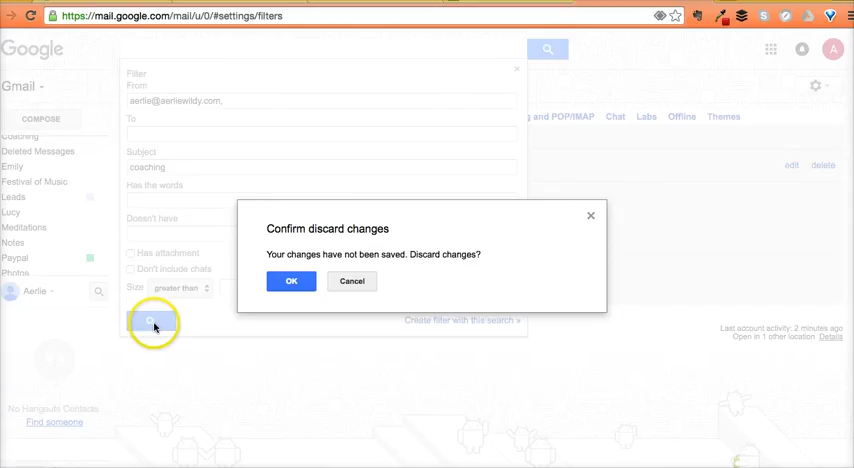 https://mail.google.com/mail/u/0/#settings/filters
Google
A
Gmail
COMPOSE
Coaching
Deleted Messages
Emily
Festival of Music
Leads
Lucy
Meditations
Notes
Paypal
Photos
Aerlie
No Hangouts Contacts
Find someone
Filter
From
aerlie@aerliewildy.com,
To
Subject
coaching
Has the words
Doesn't have
Has attachment
Don't include chats
Size greater than
Create filter with this search »
g and POP/IMAP Chat Labs Offline Themes
edit delete
Confirm discard changes
Your changes have not been saved. Discard changes?
OK Cancel
Last account activity: 2 minutes ago
Open in 1 other location Details